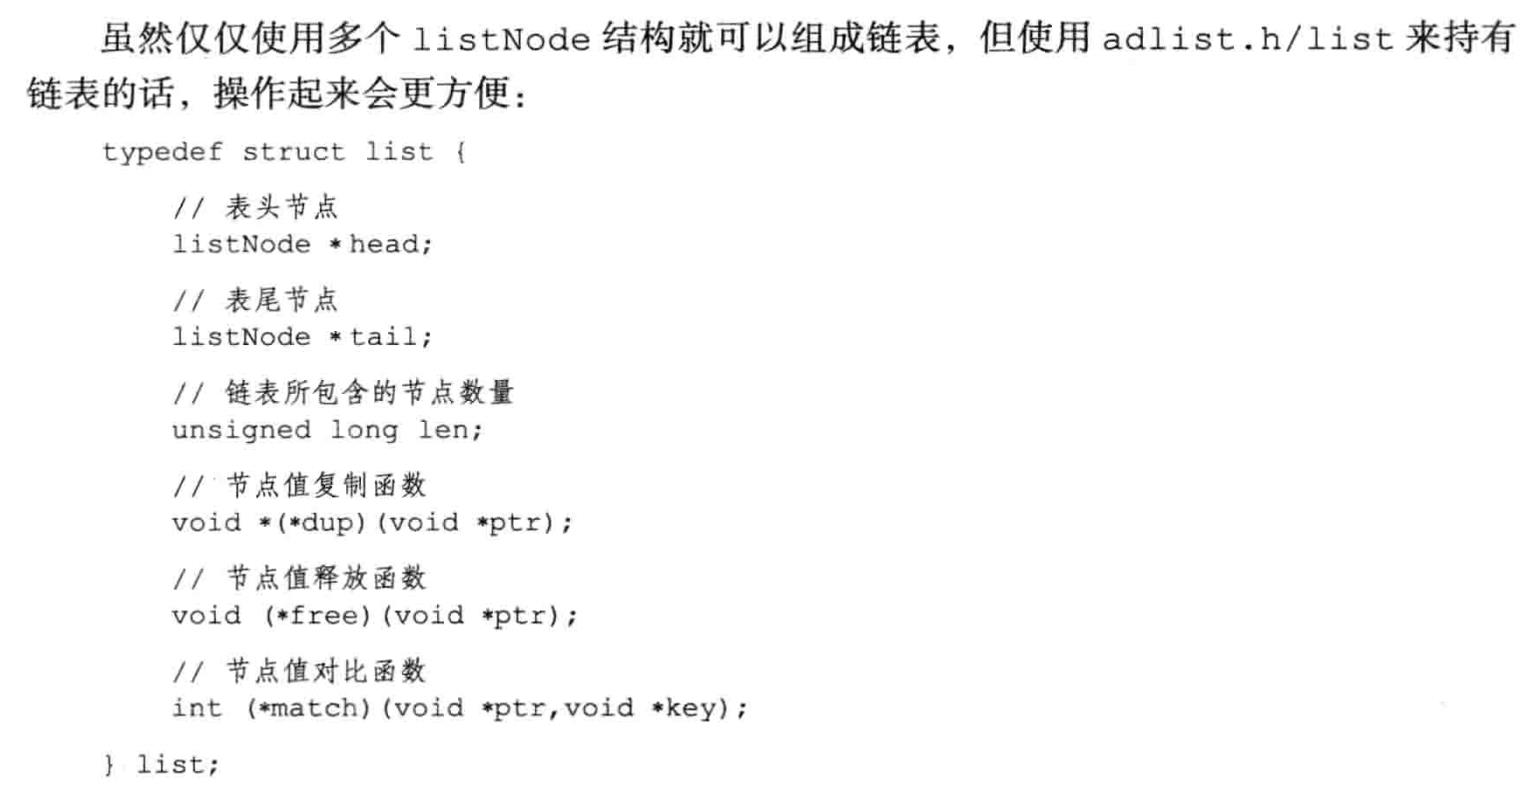 虽然仅仅使用多个 listNode 结构就可以组成链表，但使用 adlist.h/list 来持有
链表的话，操作起来会更方便：
typedef struct list {
// 表头节点
listNode *head;
// 表尾节点
listNode *tail;
// 链表所包含的节点数量
unsigned long len;
// 节点值复制函数
void *(*dup)(void *ptr);
// 节点值释放函数
void (*free)(void *ptr);
// 节点值对比函数
int (*match)(void *ptr,void *key);
} list;